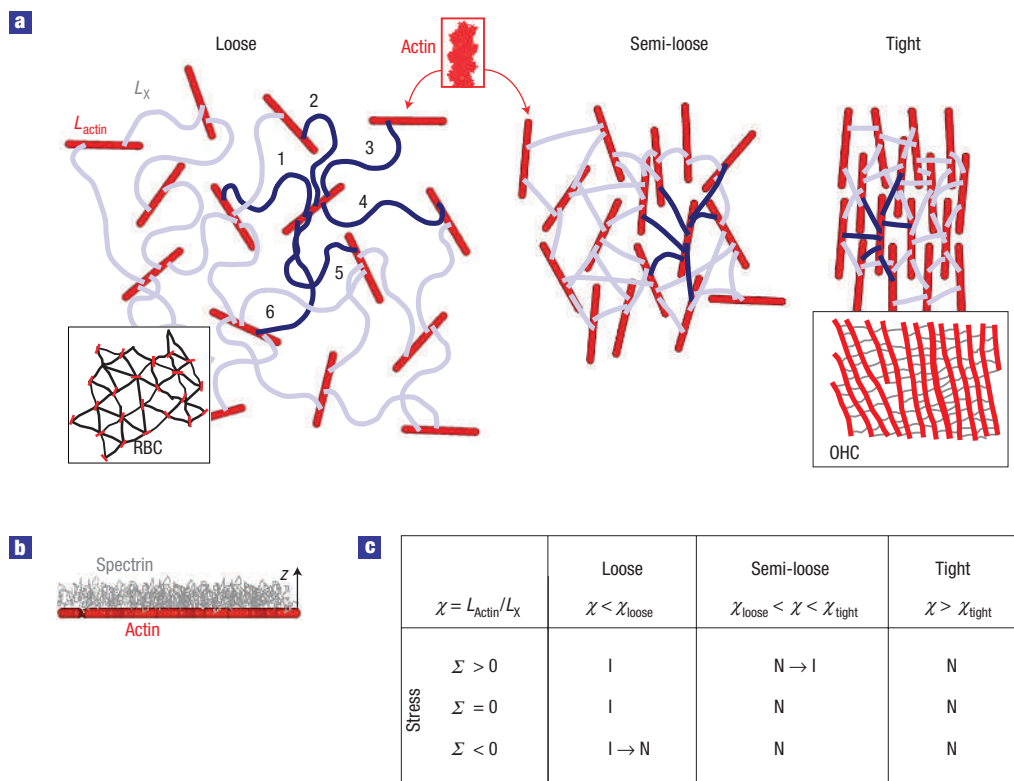 a
Loose
Actin
Semi-loose
Tight
L_X
L_actin
2
3
1
4
5
6
RBC
OHC
b
Spectrin
z
Actin
c
Loose Semi-loose Tight
χ = L_Actin/L_X χ < χ_loose χ_loose < χ < χ_tight χ > χ_tight
Stress
Σ > 0 I N → I N
Σ = 0 I N N
Σ < 0 I → N N N